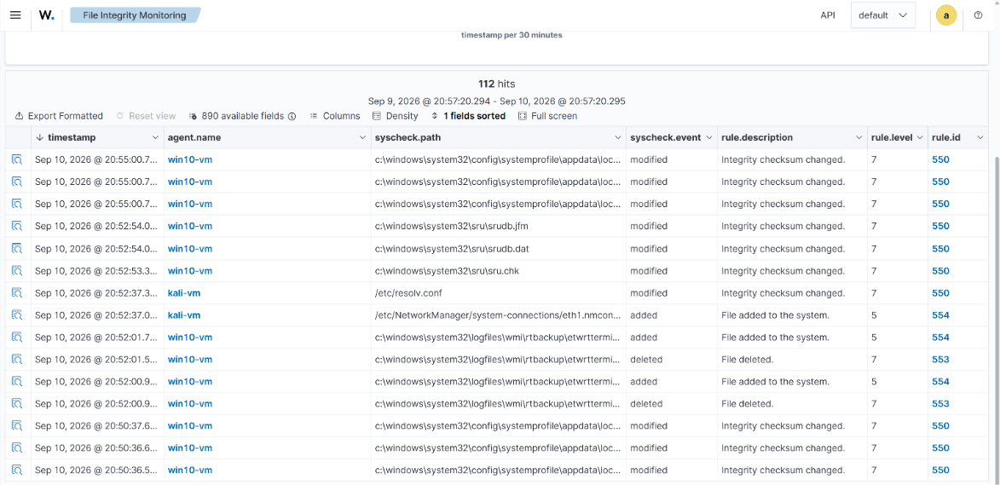 W. File Integrity Monitoring API default a
timestamp per 30 minutes
112 hits
Sep 9, 2026 @ 20:57:20.294 - Sep 10, 2026 @ 20:57:20.295
Export Formatted Reset view 890 available fields Columns Density 1 fields sorted Full screen
timestamp agent.name syscheck.path syscheck.event rule.description rule.level rule.id
Sep 10, 2026 @ 20:55:00.7... win10-vm c:\windows\system32\config\systemprofile\appdata\loc... modified Integrity checksum changed. 7 550
Sep 10, 2026 @ 20:55:00.7... win10-vm c:\windows\system32\config\systemprofile\appdata\loc... modified Integrity checksum changed. 7 550
Sep 10, 2026 @ 20:55:00.7... win10-vm c:\windows\system32\config\systemprofile\appdata\loc... modified Integrity checksum changed. 7 550
Sep 10, 2026 @ 20:52:54.0... win10-vm c:\windows\system32\sru\srudb.jfm modified Integrity checksum changed. 7 550
Sep 10, 2026 @ 20:52:54.0... win10-vm c:\windows\system32\sru\srudb.dat modified Integrity checksum changed. 7 550
Sep 10, 2026 @ 20:52:53.3... win10-vm c:\windows\system32\sru\sru.chk modified Integrity checksum changed. 7 550
Sep 10, 2026 @ 20:52:37.3... kali-vm /etc/resolv.conf modified Integrity checksum changed. 7 550
Sep 10, 2026 @ 20:52:37.0... kali-vm /etc/NetworkManager/system-connections/eth1.nmcon... added File added to the system. 5 554
Sep 10, 2026 @ 20:52:01.7... win10-vm c:\windows\system32\logfiles\wmi\rtbackup\etwrttermi... added File added to the system. 5 554
Sep 10, 2026 @ 20:52:01.5... win10-vm c:\windows\system32\logfiles\wmi\rtbackup\etwrttermi... deleted File deleted. 7 553
Sep 10, 2026 @ 20:52:00.9... win10-vm c:\windows\system32\logfiles\wmi\rtbackup\etwrttermi... added File added to the system. 5 554
Sep 10, 2026 @ 20:52:00.9... win10-vm c:\windows\system32\logfiles\wmi\rtbackup\etwrttermi... deleted File deleted. 7 553
Sep 10, 2026 @ 20:50:37.6... win10-vm c:\windows\system32\config\systemprofile\appdata\loc... modified Integrity checksum changed. 7 550
Sep 10, 2026 @ 20:50:36.6... win10-vm c:\windows\system32\config\systemprofile\appdata\loc... modified Integrity checksum changed. 7 550
Sep 10, 2026 @ 20:50:36.5... win10-vm c:\windows\system32\config\systemprofile\appdata\loc... modified Integrity checksum changed. 7 550